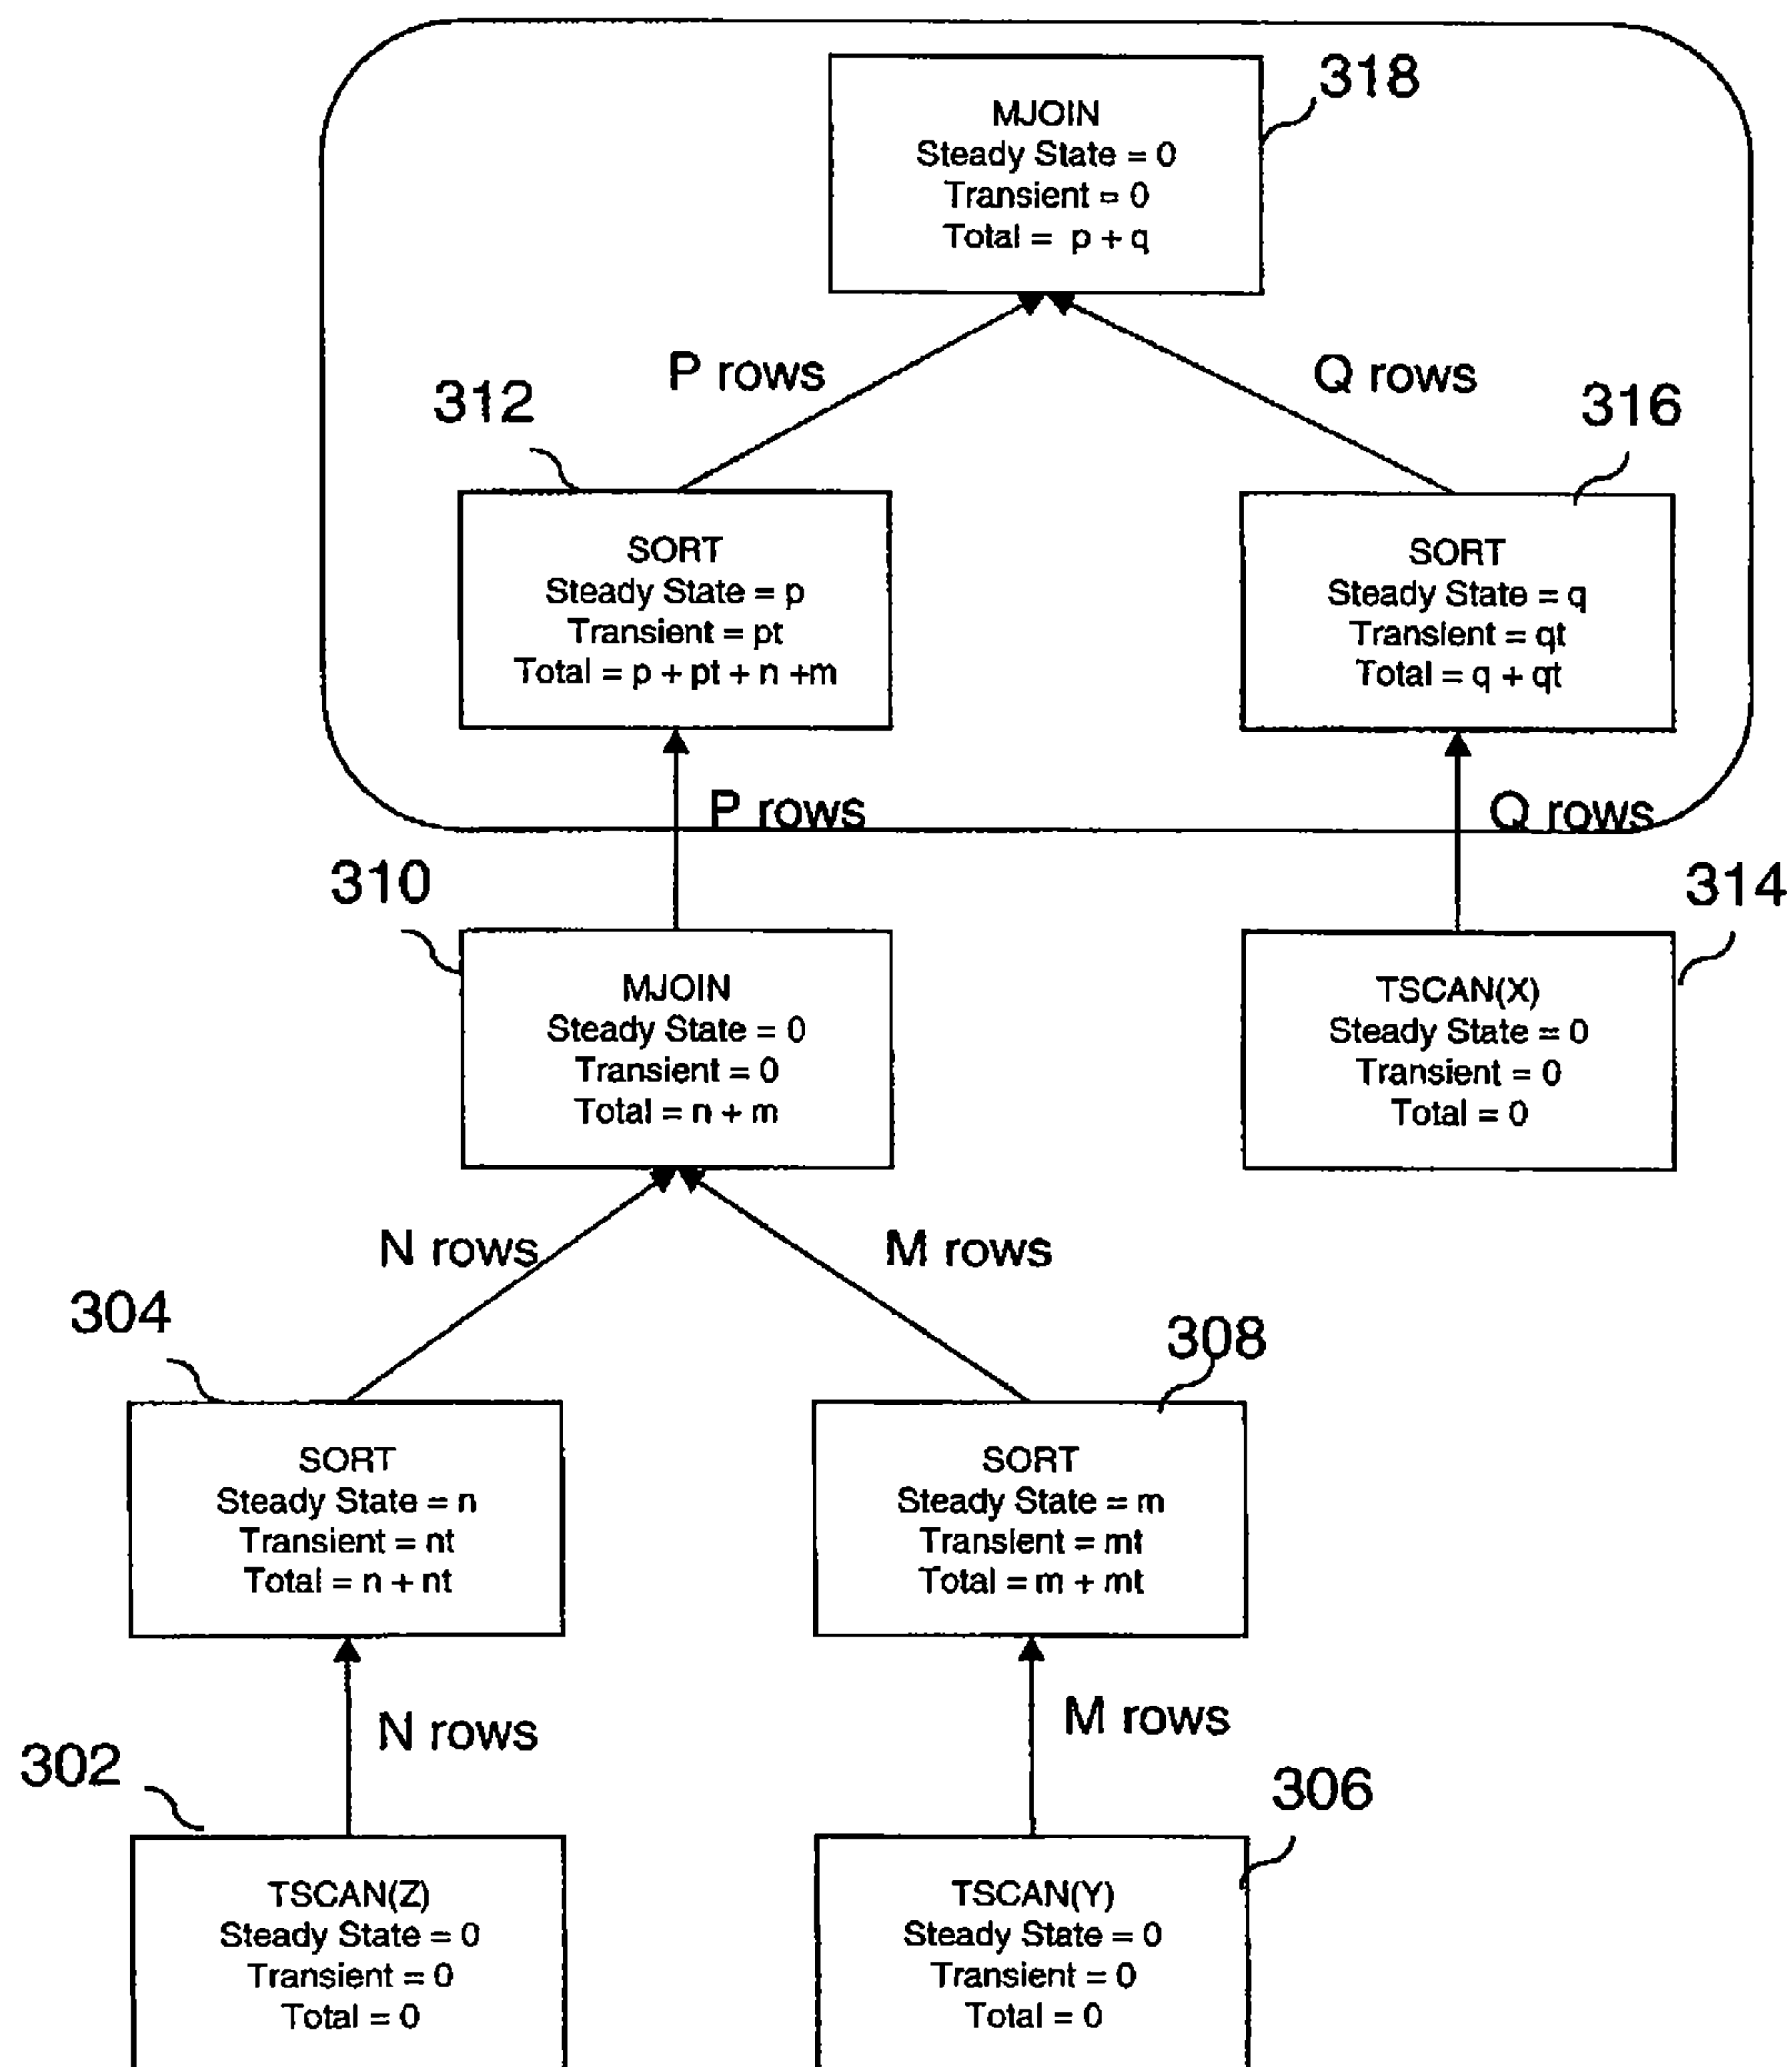 318
MJOIN
Steady State = 0
Transient = 0
Total = p + q
P rows
Q rows
312
316
SORT
Steady State = p
Transient = pt
Total = p + pt + n +m
SORT
Steady State = q
Transient = qt
Total = q + qt
P rows
Q rows
310
314
MJOIN
Steady State = 0
Transient = 0
Total = n + m
TSCAN(X)
Steady State = 0
Transient = 0
Total = 0
N rows
M rows
304
308
SORT
Steady State = n
Transient = nt
Total = n + nt
SORT
Steady State = m
Transient = mt
Total = m + mt
N rows
M rows
302
306
TSCAN(Z)
Steady State = 0
Transient = 0
Total = 0
TSCAN(Y)
Steady State = 0
Transient = 0
Total = 0